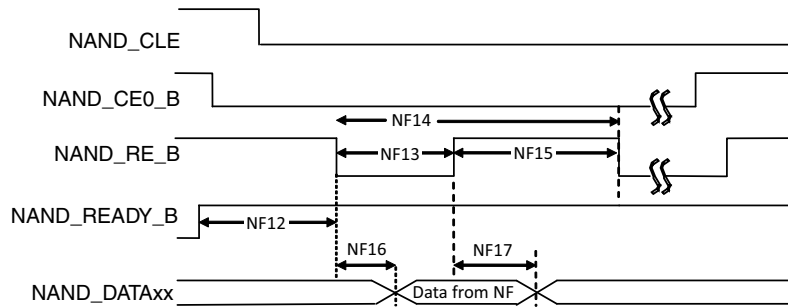 NAND_CLE
NAND_CE0_B
NF14
NAND_RE_B
NF13
NF15
NAND_READY_B
NF12
NF16
NF17
NAND_DATAxx
Data from NF